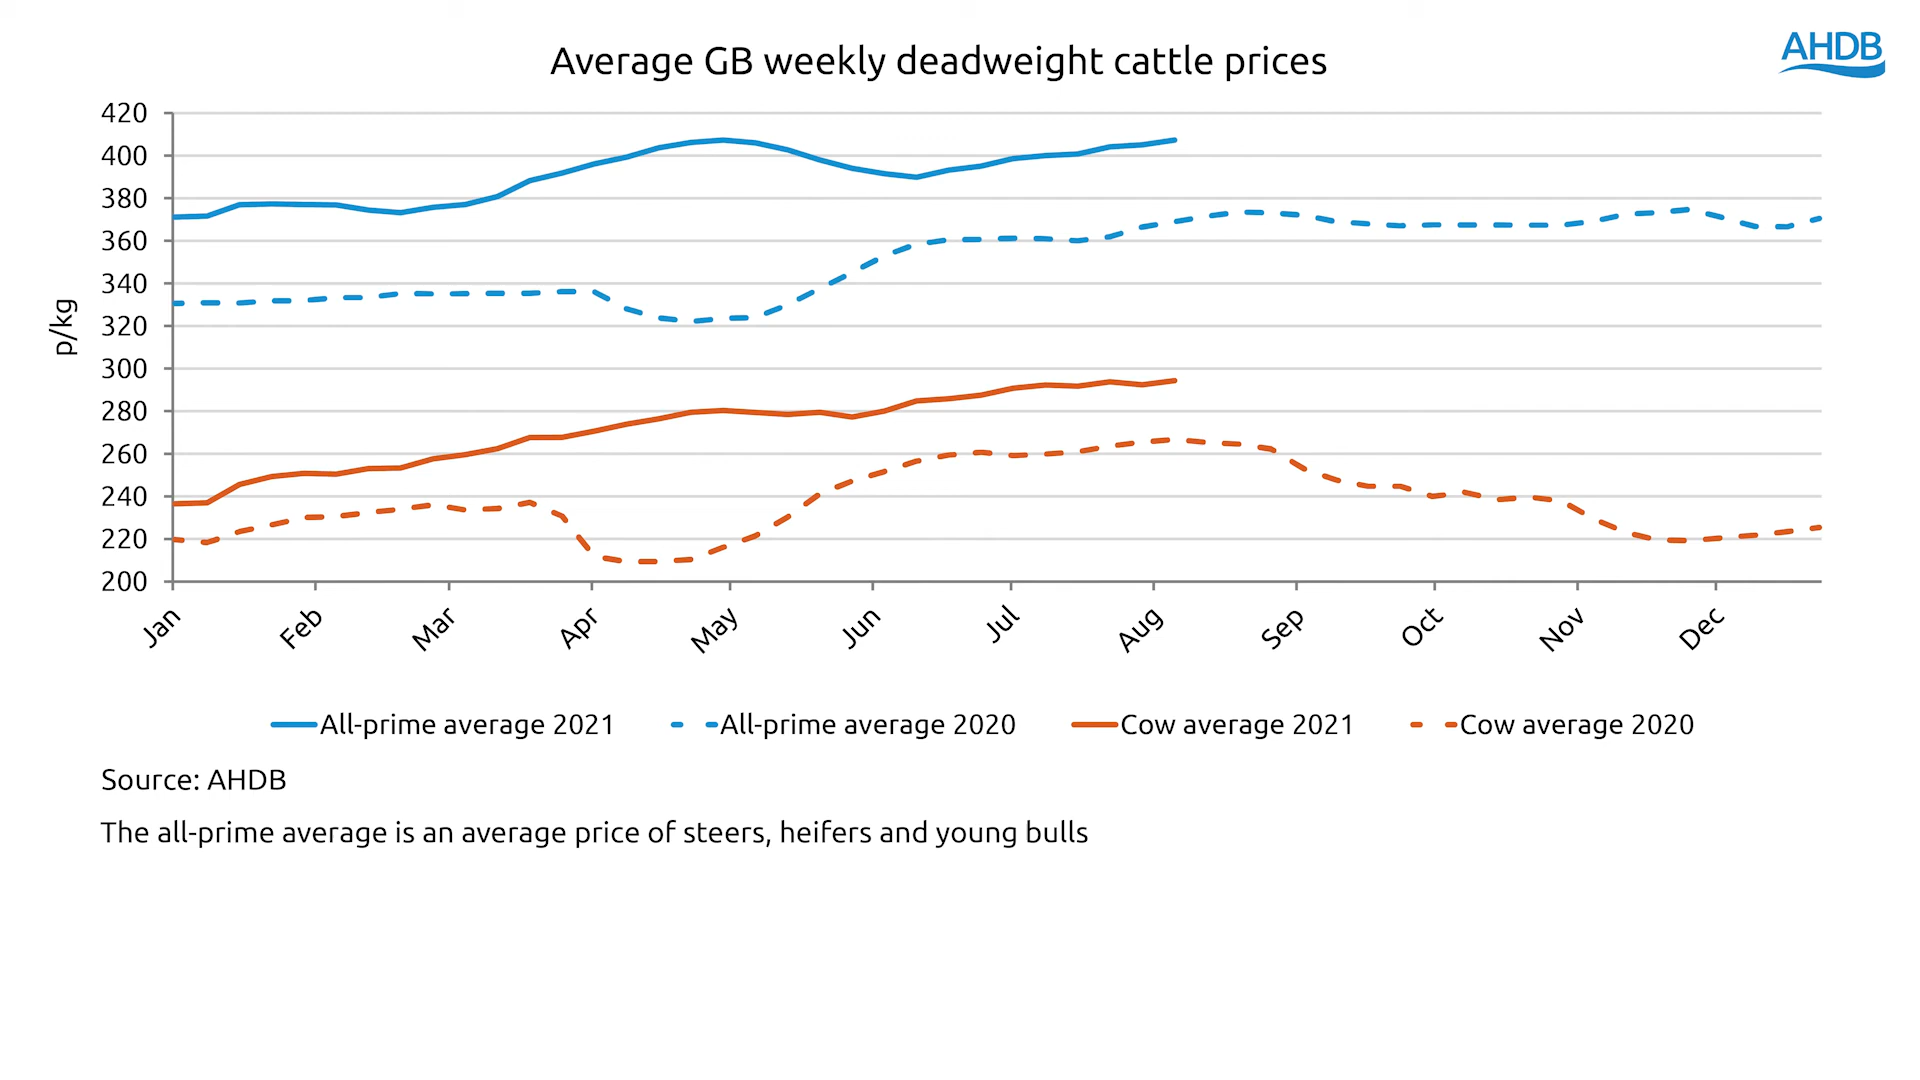 Average GB weekly deadweight cattle prices
AHDB
p/kg
420
400
380
360
340
320
300
280
260
240
220
200
Jan Feb Mar Apr May Jun Jul Aug Sep Oct Nov Dec
All-prime average 2021 All-prime average 2020 Cow average 2021 Cow average 2020
Source: AHDB
The all-prime average is an average price of steers, heifers and young bulls